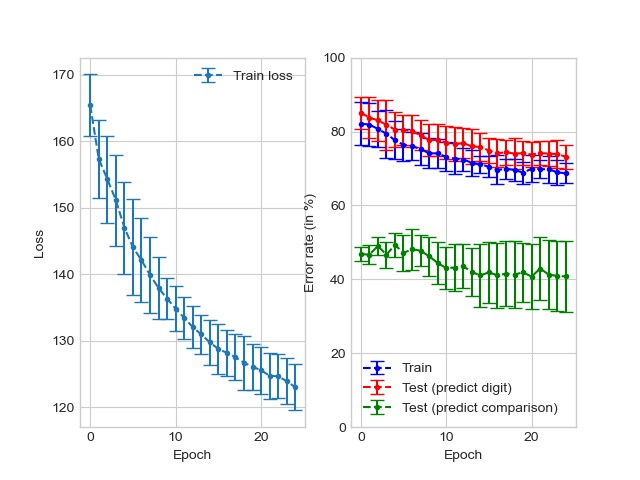 170
160
150
140
130
120
0
10
20
Loss
Epoch
Train loss
100
80
60
40
20
0
0
10
20
Error rate (in %)
Epoch
Train
Test (predict digit)
Test (predict comparison)